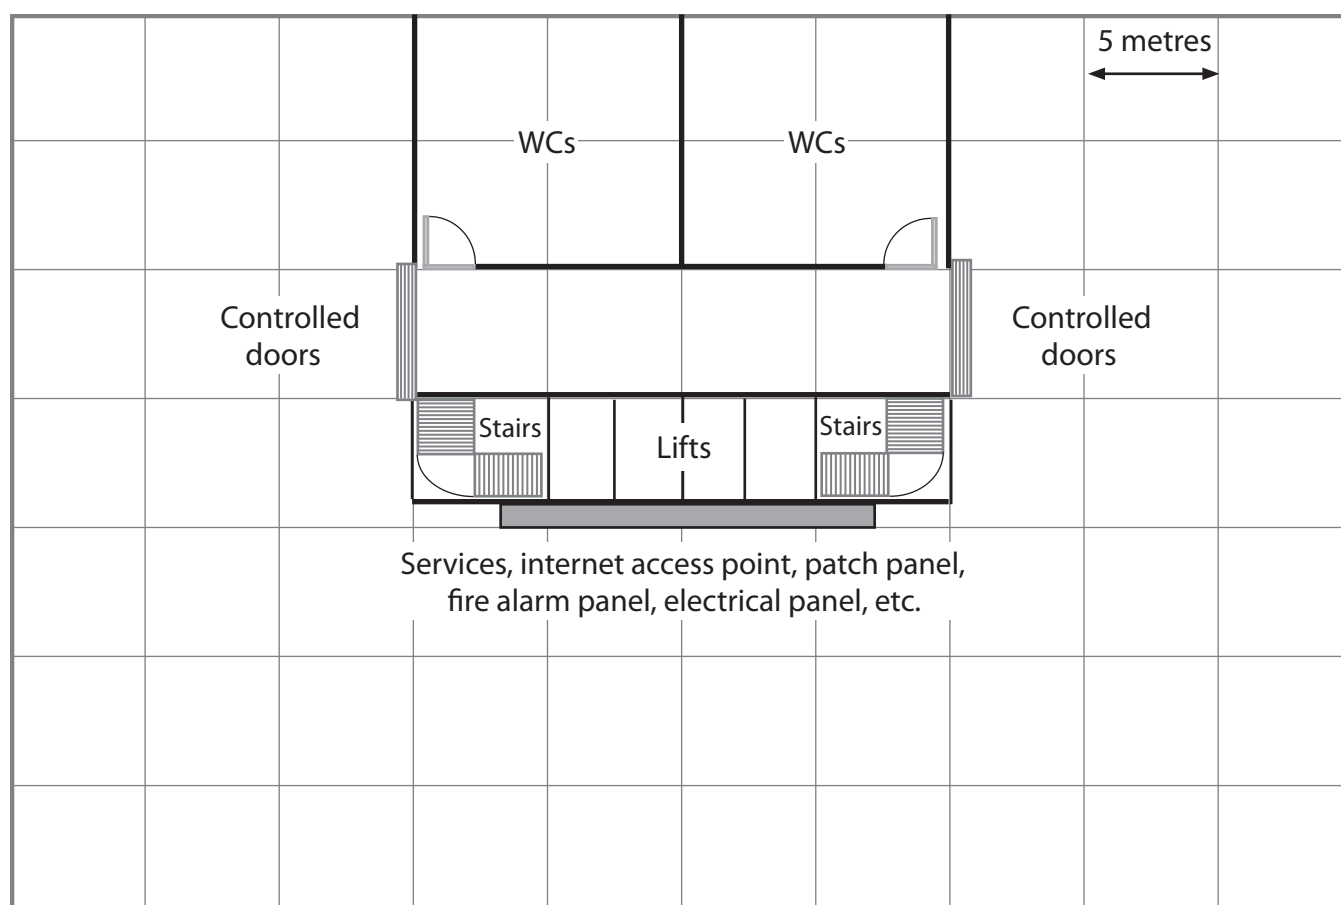 5 metres
WCs
WCs
Controlled
doors
Controlled
doors
Stairs
Lifts
Stairs
Services, internet access point, patch panel,
fire alarm panel, electrical panel, etc.